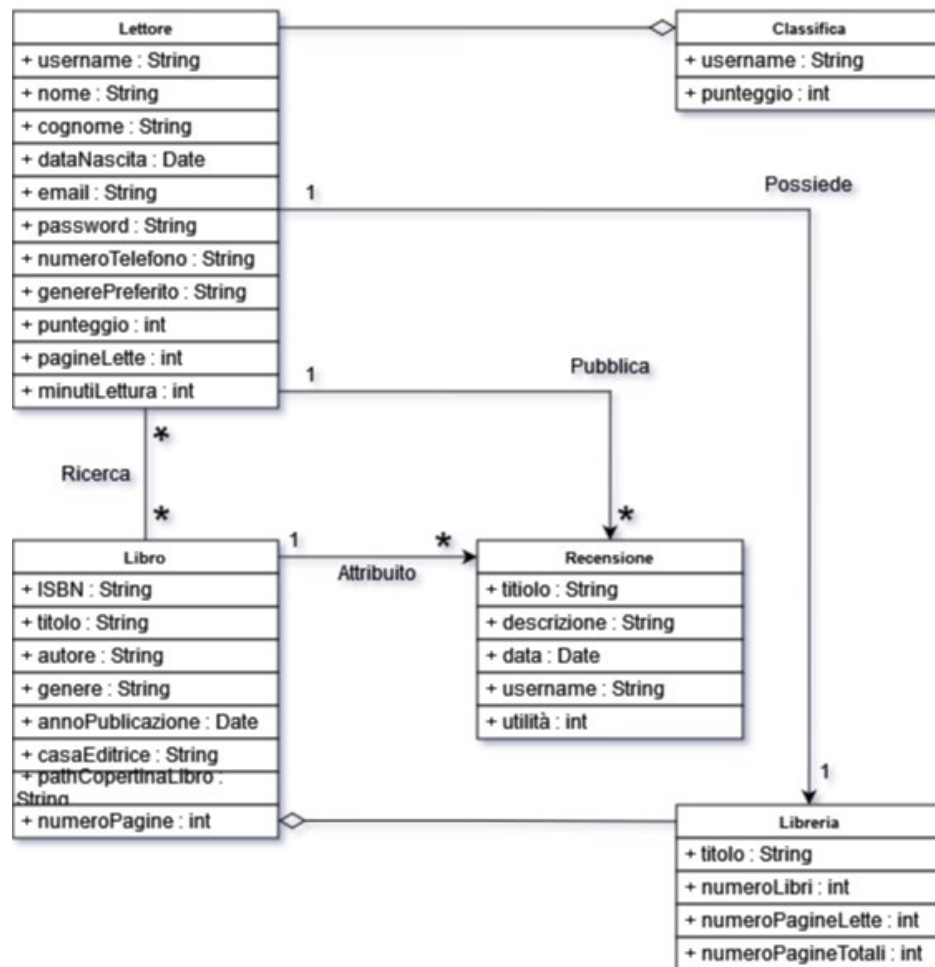 Lettore
+ username : String
+ nome : String
+ cognome : String
+ dataNascita : Date
+ email : String
+ password : String
+ numeroTelefono : String
+ generePreferito : String
+ punteggio : int
+ pagineLette : int
+ minutiLettura : int
Classifica
+ username : String
+ punteggio : int
1
Possiede
1
1
Pubblica
*
*
Ricerca
*
Libro
+ ISBN : String
+ titolo : String
+ autore : String
+ genere : String
+ annoPublicazione : Date
+ casaEditrice : String
+ pathCopertinaLibro :
String
+ numeroPagine : int
1
*
Attribuito
Recensione
+ titiolo : String
+ descrizione : String
+ data : Date
+ username : String
+ utilità : int
Libreria
+ titolo : String
+ numeroLibri : int
+ numeroPagineLette : int
+ numeroPagineTotali : int